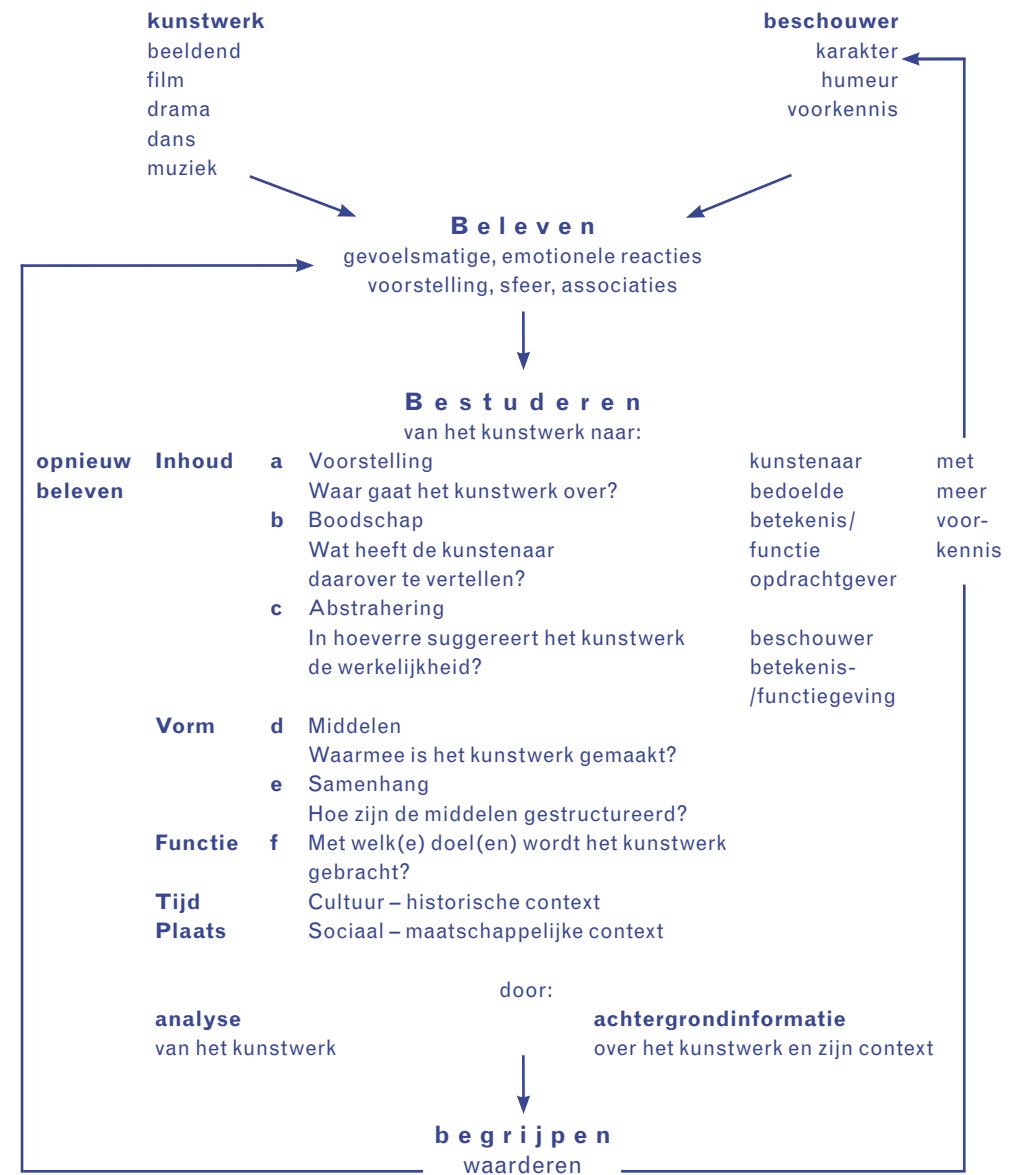 kunstwerk
beeldend
film
drama
dans
muziek
beschouwer
karakter
humeur
voorkennis
Beleven
gevoelsmatige, emotionele reacties
voorstelling, sfeer, associaties
Bestuderen
van het kunstwerk naar:
opnieuw
beleven
Inhoud a Voorstelling
Waar gaat het kunstwerk over?
b Boodschap
Wat heeft de kunstenaar
daarover te vertellen?
c Abstrahering
In hoeverre suggereert het kunstwerk
de werkelijkheid?
kunstenaar
bedoelde
betekenis/
functie
opdrachtgever
beschouwer
betekenis-
/functiegeving
met
meer
voor-
kennis
Vorm d Middelen
Waarmee is het kunstwerk gemaakt?
e Samenhang
Hoe zijn de middelen gestructureerd?
Functie f Met welk(e) doel(en) wordt het kunstwerk
gebracht?
Tijd Cultuur – historische context
Plaats Sociaal – maatschappelijke context
door:
analyse
van het kunstwerk
achtergrondinformatie
over het kunstwerk en zijn context
begrijpen
waarderen